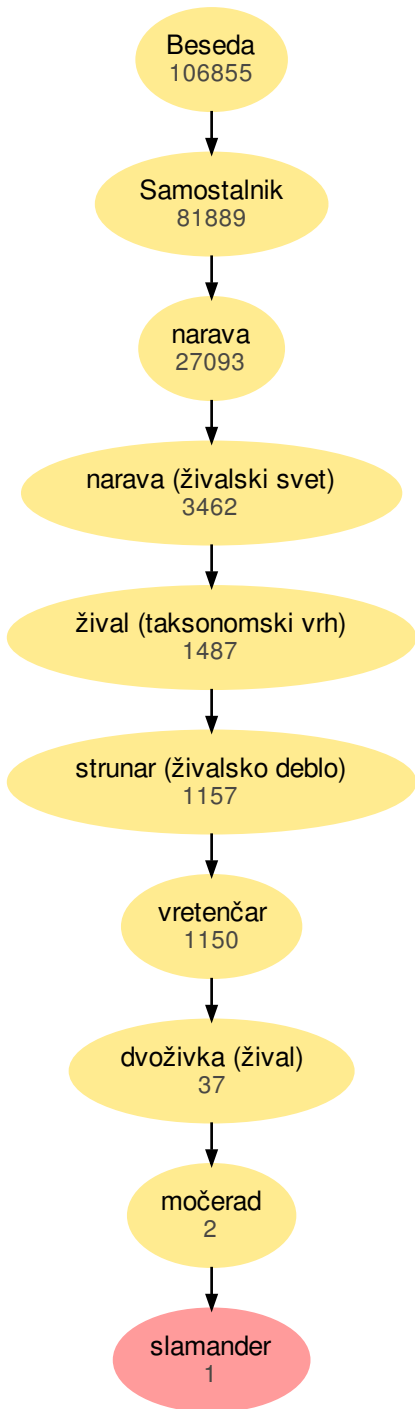 Beseda
106855
Samostalnik
81889
narava
27093
narava (živalski svet)
3462
žival (taksonomski vrh)
1487
strunar (živalsko deblo)
1157
vretenčar
1150
dvoživka (žival)
37
močerad
2
slamander
1